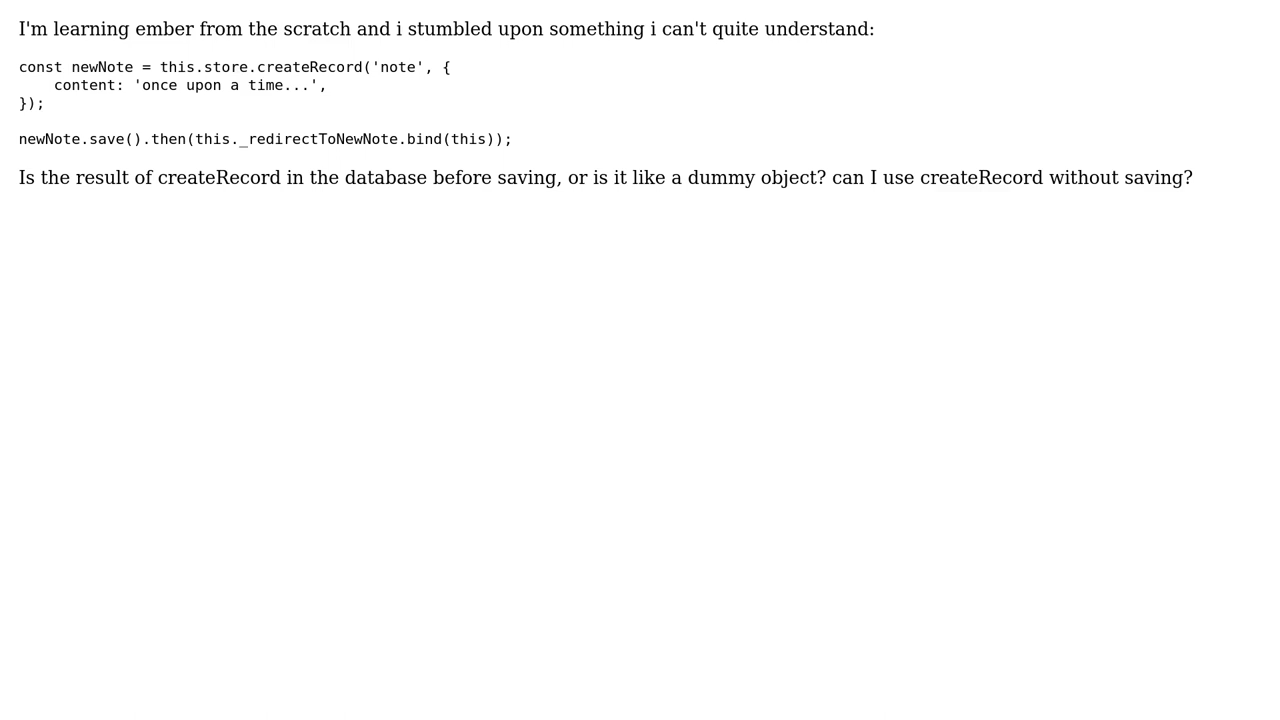 I'm learning ember from the scratch and i stumbled upon something i can't quite understand:
const newNote = this.store.createRecord('note', {
    content: 'once upon a time...',
});
newNote.save().then(this._redirectToNewNote.bind(this));
Is the result of createRecord in the database before saving, or is it like a dummy object? can I use createRecord without saving?